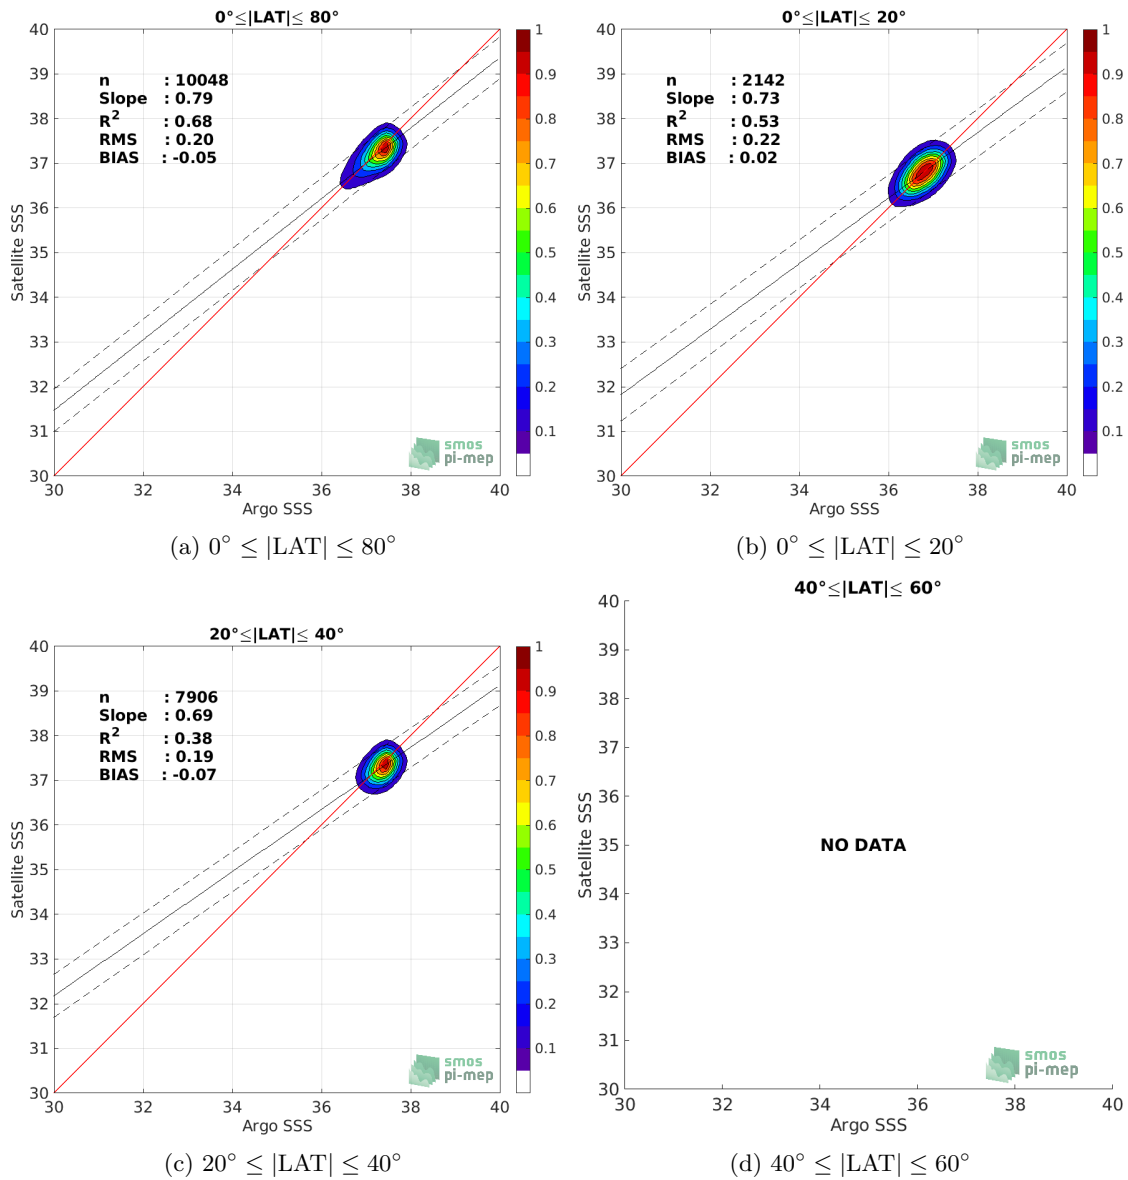 0°≤|LAT|≤ 80°
40
39
38
37
36
35
34
33
32
31
30
30 32 34 36 38 40
Satellite SSS
Argo SSS
n : 10048
Slope : 0.79
R² : 0.68
RMS : 0.20
BIAS : -0.05
smos
pi-mep
1
0.9
0.8
0.7
0.6
0.5
0.4
0.3
0.2
0.1
(a) 0° ≤ |LAT| ≤ 80°
0°≤|LAT|≤ 20°
40
39
38
37
36
35
34
33
32
31
30
30 32 34 36 38 40
Satellite SSS
Argo SSS
n : 2142
Slope : 0.73
R² : 0.53
RMS : 0.22
BIAS : 0.02
smos
pi-mep
1
0.9
0.8
0.7
0.6
0.5
0.4
0.3
0.2
0.1
(b) 0° ≤ |LAT| ≤ 20°
20°≤|LAT|≤ 40°
40
39
38
37
36
35
34
33
32
31
30
30 32 34 36 38 40
Satellite SSS
Argo SSS
n : 7906
Slope : 0.69
R² : 0.38
RMS : 0.19
BIAS : -0.07
smos
pi-mep
1
0.9
0.8
0.7
0.6
0.5
0.4
0.3
0.2
0.1
(c) 20° ≤ |LAT| ≤ 40°
40°≤|LAT|≤ 60°
40
39
38
37
36
35
34
33
32
31
30
30 32 34 36 38 40
Satellite SSS
Argo SSS
NO DATA
smos
pi-mep
(d) 40° ≤ |LAT| ≤ 60°